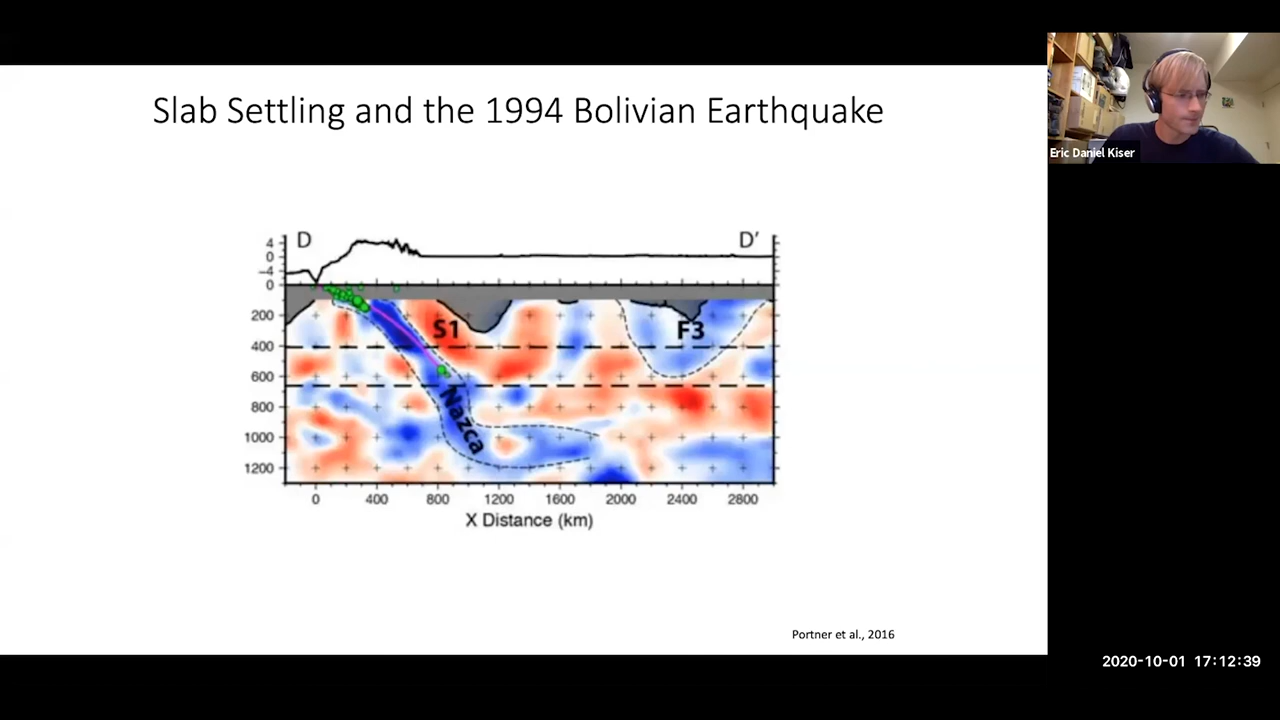 Slab Settling and the 1994 Bolivian Earthquake
Eric Daniel Kiser
D
D'
4
0
−4
0
200
400
600
800
1000
1200
S1
F3
Nazca
0 400 800 1200 1600 2000 2400 2800
X Distance (km)
Portner et al., 2016
2020-10-01 17:12:39